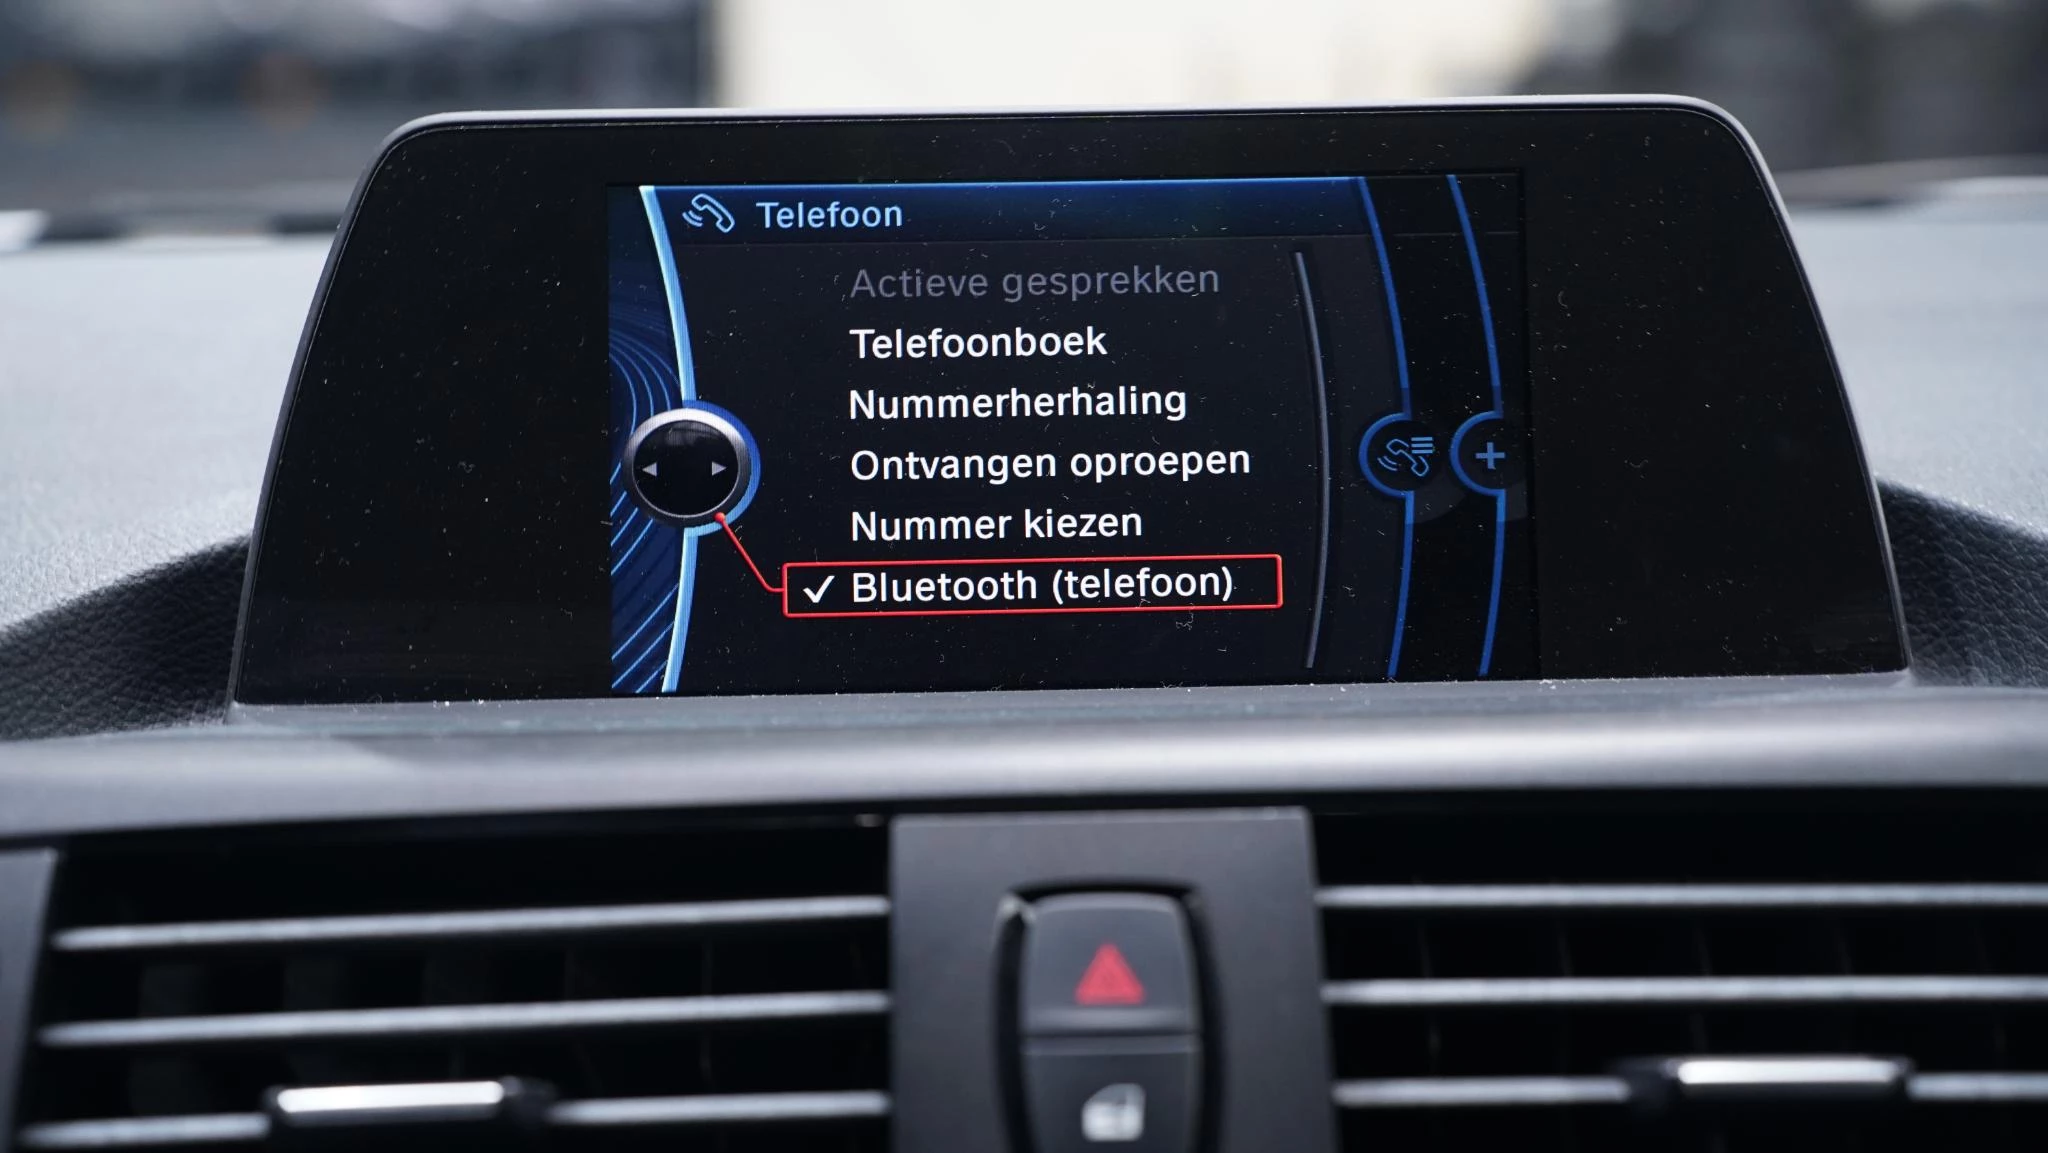 Telefoon
Actieve gesprekken
Telefoonboek
Nummerherhaling
Ontvangen oproepen
Nummer kiezen
✓ Bluetooth (telefoon)